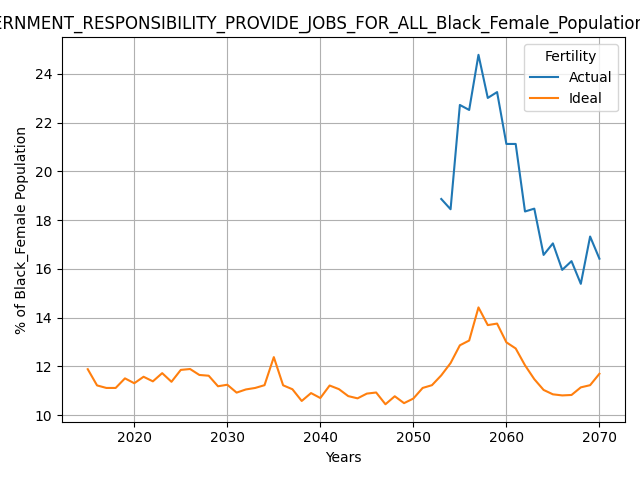 ERNMENT_RESPONSIBILITY_PROVIDE_JOBS_FOR_ALL_Black_Female_Population
Fertility
Actual
Ideal
24
22
20
18
16
14
12
10
% of Black_Female Population
2020 2030 2040 2050 2060 2070
Years